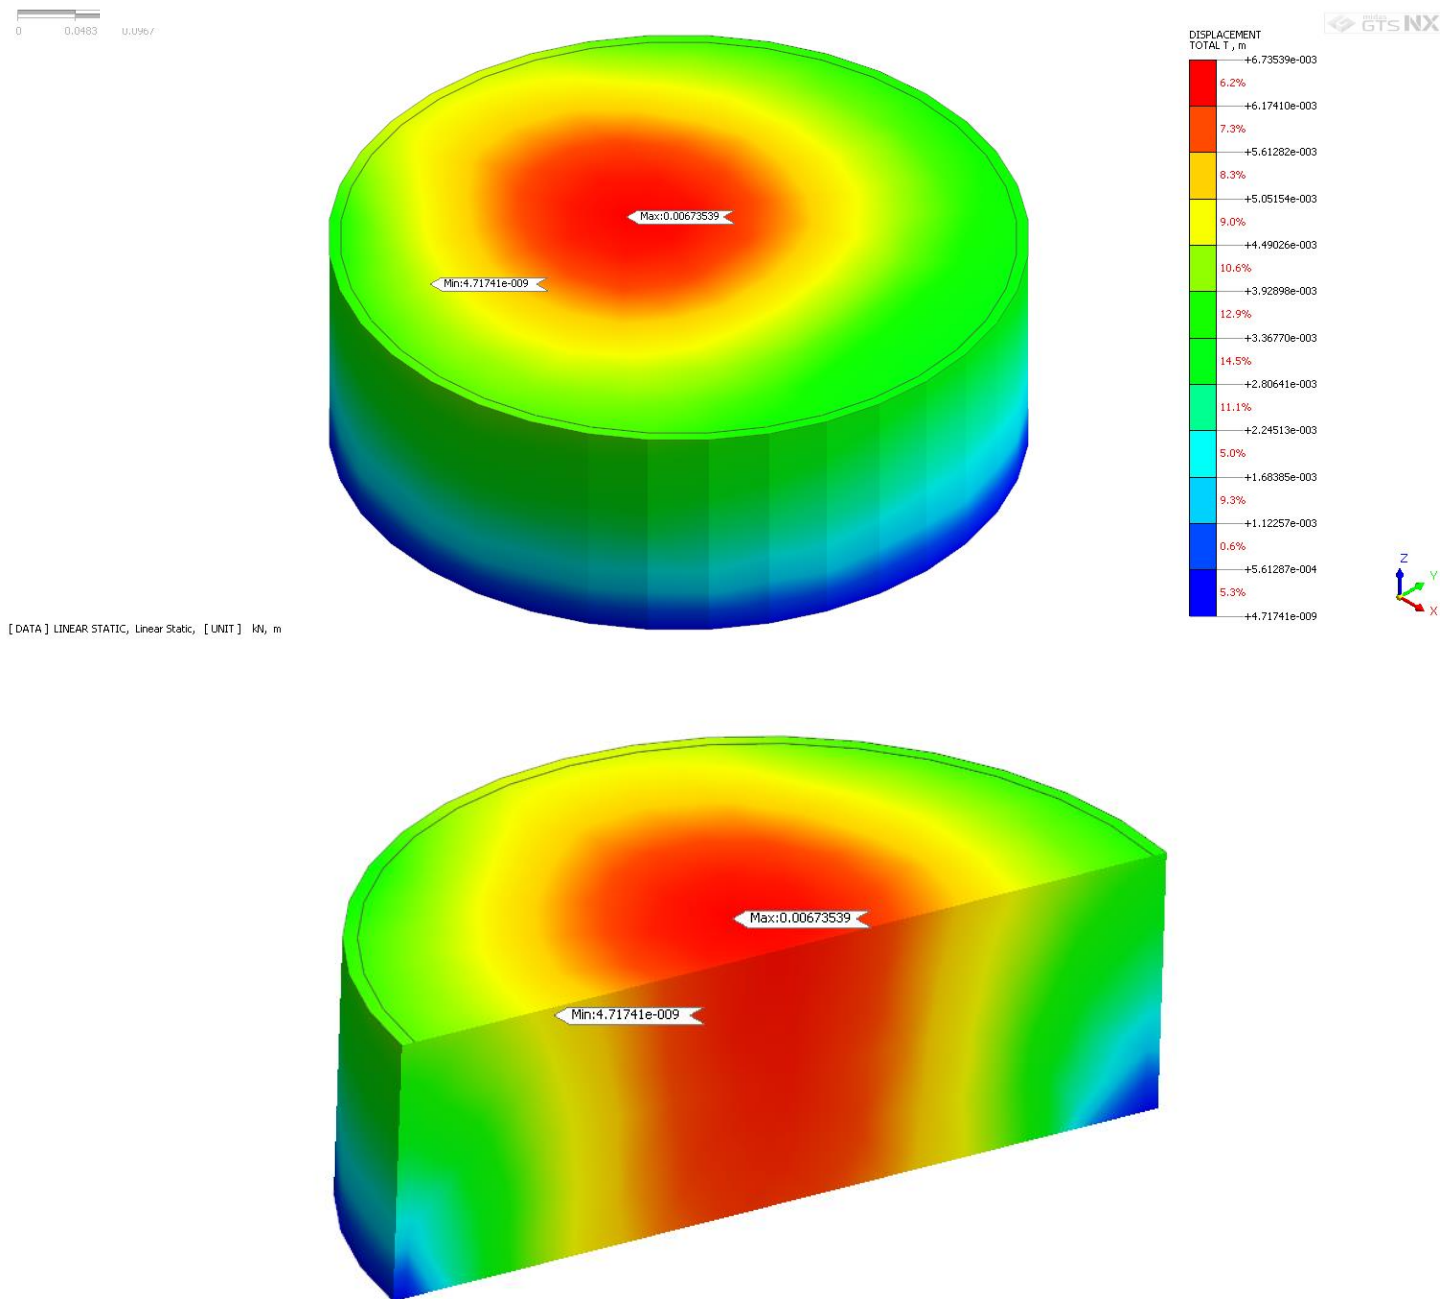 0 0.0483 0.0967
midas
GTS NX
DISPLACEMENT
TOTAL T , m
+6.73539e-003
6.2%
+6.17410e-003
7.3%
+5.61282e-003
8.3%
+5.05154e-003
9.0%
+4.49026e-003
10.6%
+3.92898e-003
12.9%
+3.36770e-003
14.5%
+2.80641e-003
11.1%
+2.24513e-003
5.0%
+1.68385e-003
9.3%
+1.12257e-003
0.6%
+5.61287e-004
5.3%
+4.71741e-009
Max:0.00673539
Min:4.71741e-009
Z
Y
X
[ DATA ] LINEAR STATIC, Linear Static, [ UNIT ] kN, m
Max:0.00673539
Min:4.71741e-009